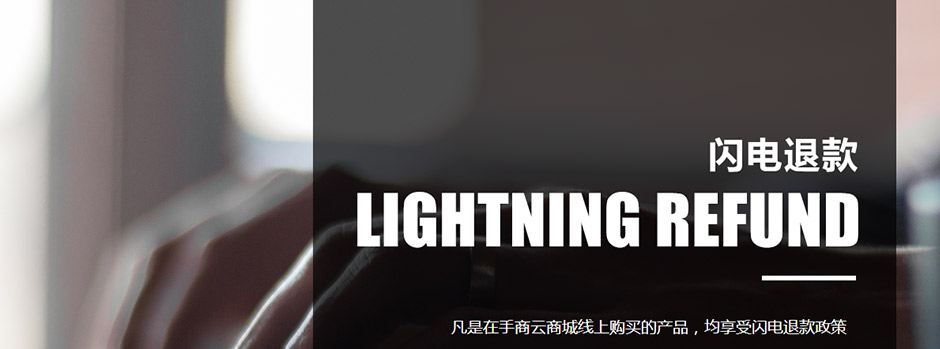 闪电退款
LIGHTNING REFUND
凡是在手商云商城线上购买的产品，均享受闪电退款政策